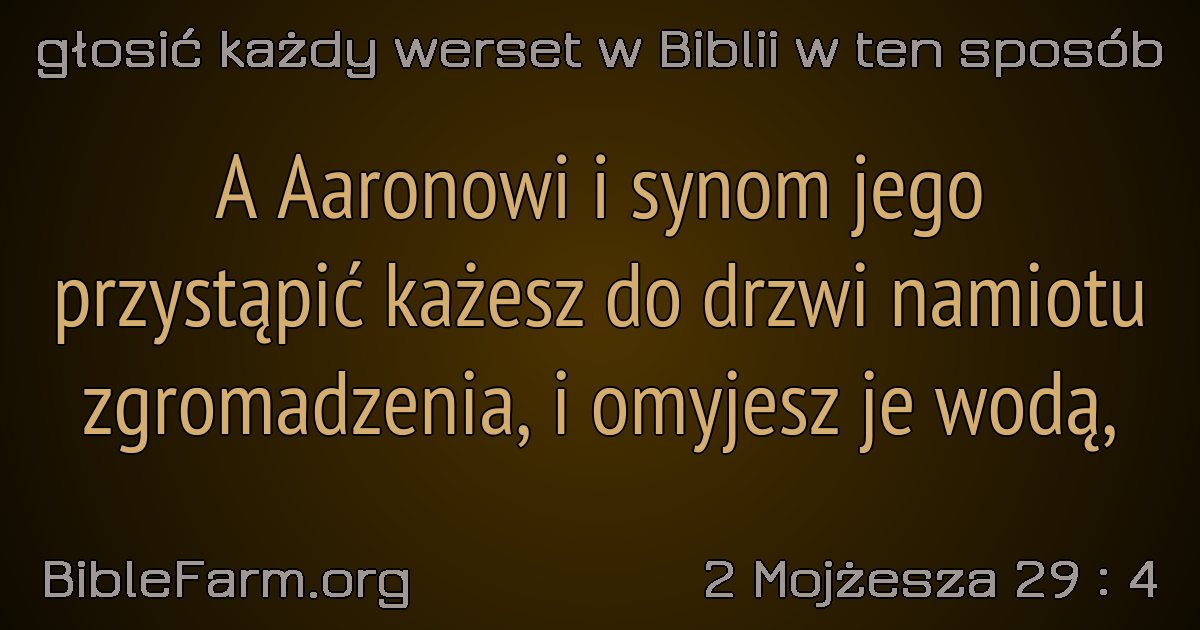 głosić każdy werset w Biblii w ten sposób
A Aaronowi i synom jego
przystąpić każesz do drzwi namiotu
zgromadzenia, i omyjesz je wodą,
BibleFarm.org
2 Mojżesza 29 : 4